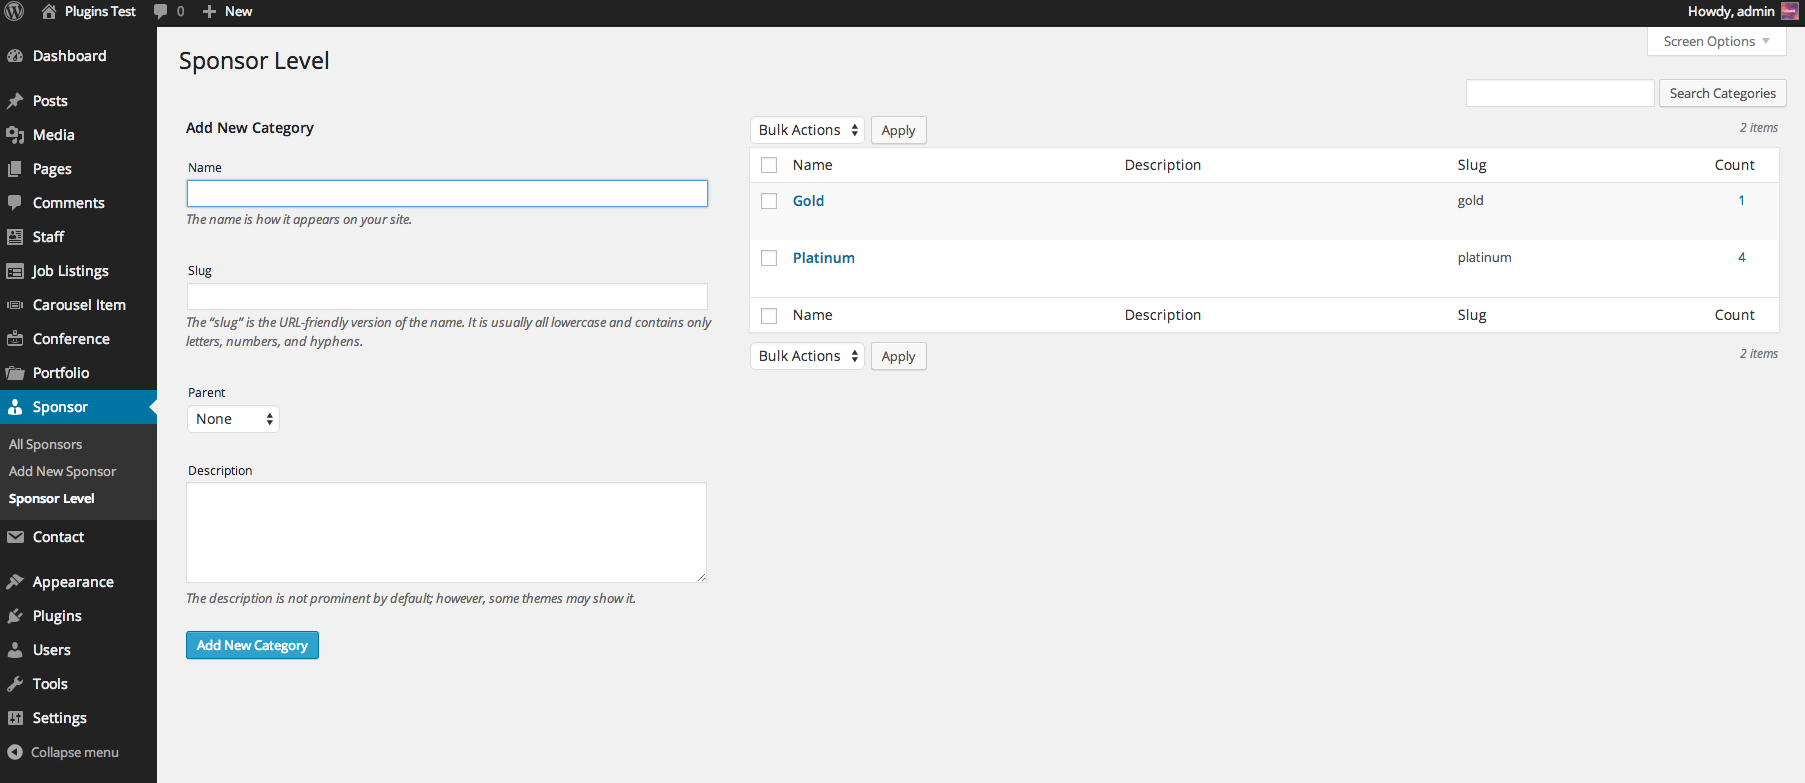 Plugins Test 0 New
Howdy, admin
Dashboard
Posts
Media
Pages
Comments
Staff
Job Listings
Carousel Item
Conference
Portfolio
Sponsor
All Sponsors
Add New Sponsor
Sponsor Level
Contact
Appearance
Plugins
Users
Tools
Settings
Collapse menu
Screen Options
Sponsor Level
Search Categories
Add New Category
Name
The name is how it appears on your site.
Slug
The “slug” is the URL-friendly version of the name. It is usually all lowercase and contains only
letters, numbers, and hyphens.
Parent
None
Description
The description is not prominent by default; however, some themes may show it.
Add New Category
Bulk Actions Apply 2 items
Name Description Slug Count
Gold gold 1
Platinum platinum 4
Name Description Slug Count
Bulk Actions Apply 2 items